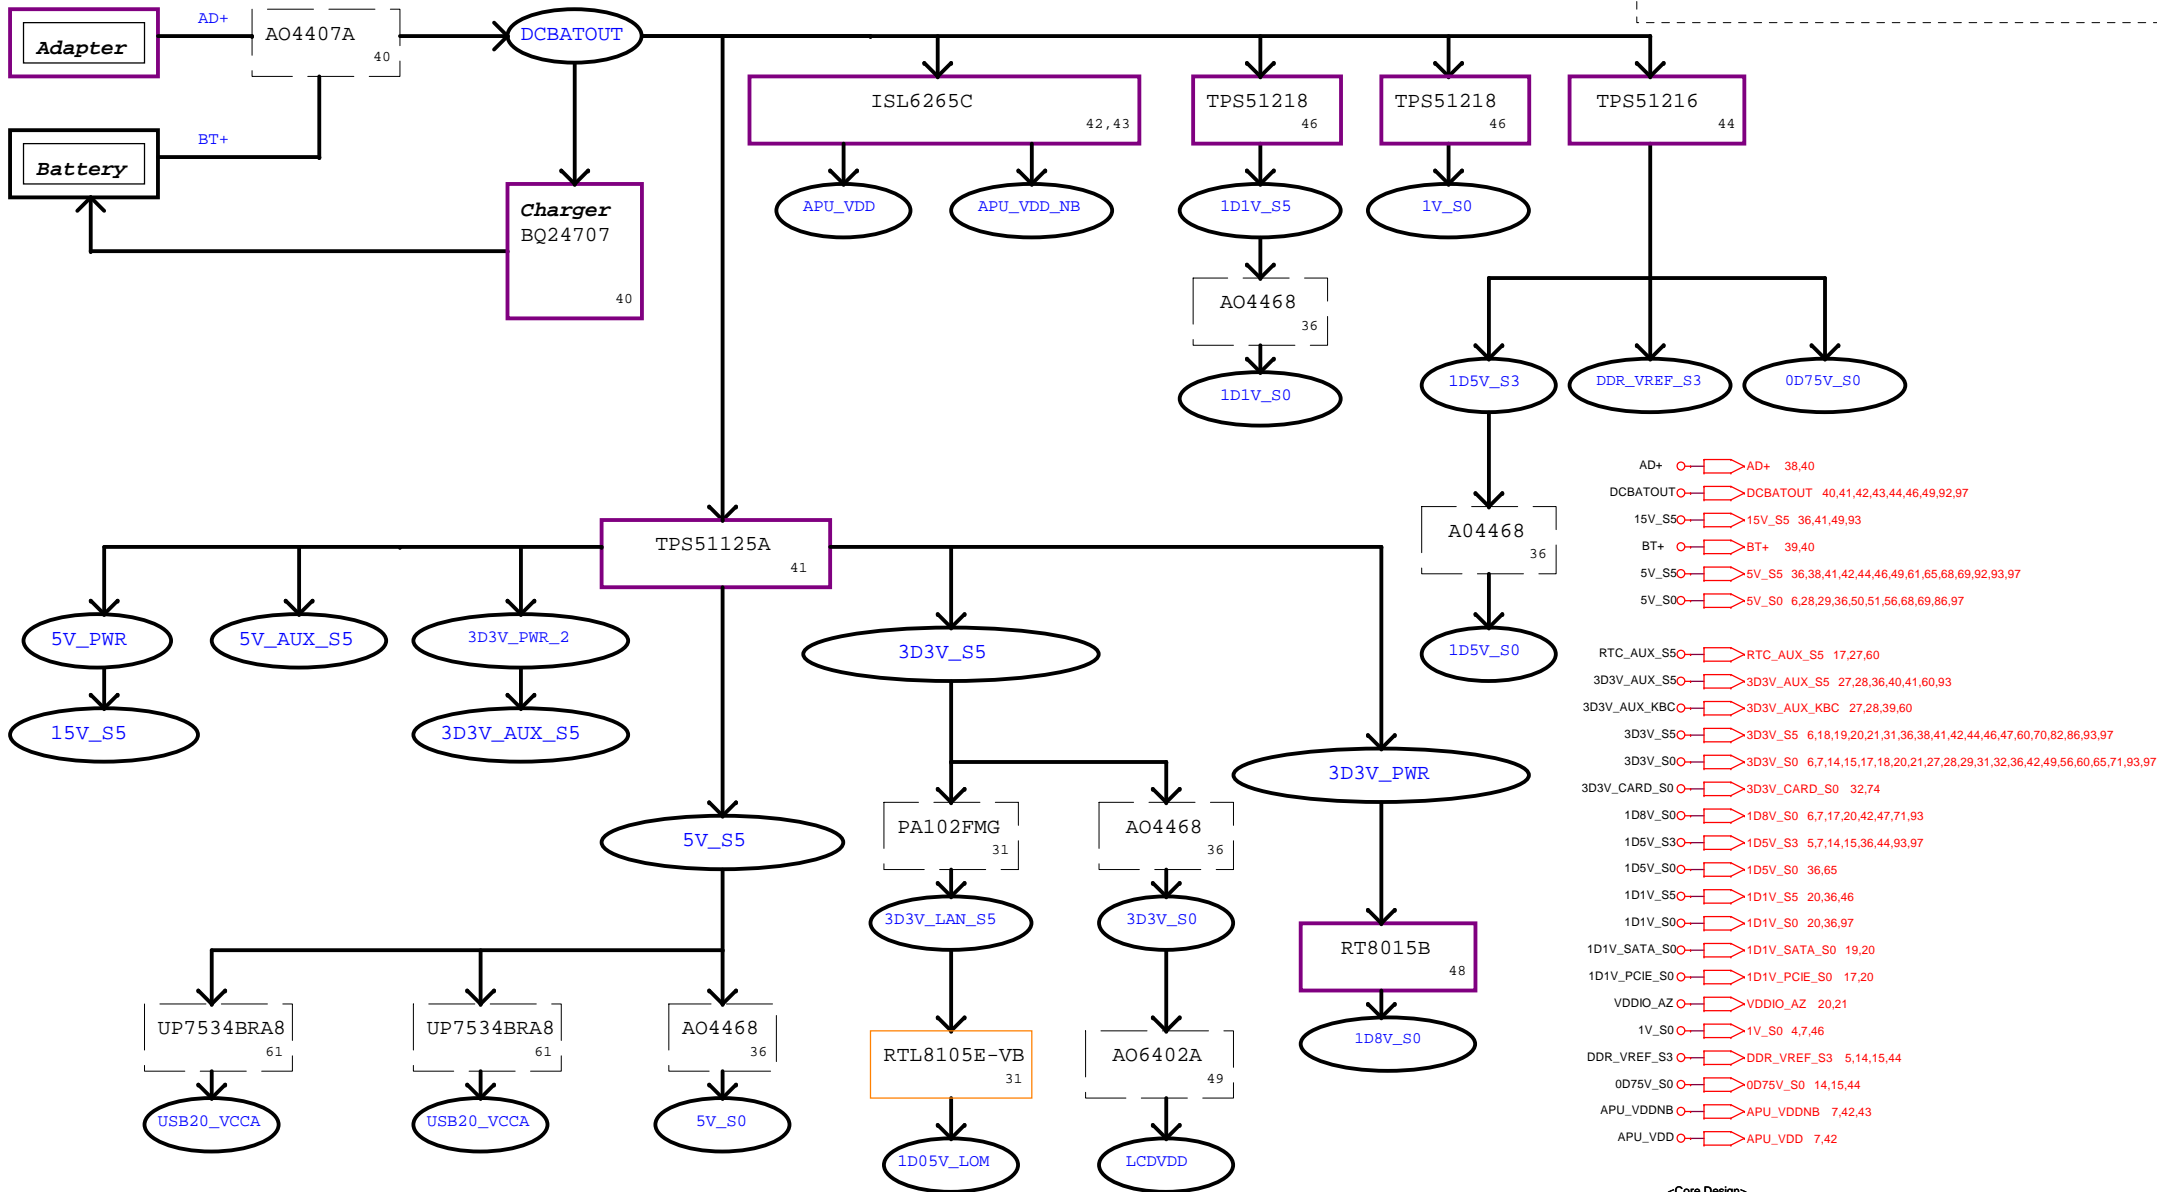 Adapter
AD+
AO4407A
40
DCBATOUT
Battery
BT+
Charger
BQ24707
40
ISL6265C
42,43
TPS51218
46
TPS51218
46
TPS51216
44
APU_VDD
APU_VDD_NB
1D1V_S5
1V_S0
AO4468
36
1D1V_S0
1D5V_S3
DDR_VREF_S3
0D75V_S0
A04468
36
1D5V_S0
TPS51125A
41
5V_PWR
5V_AUX_S5
3D3V_PWR_2
3D3V_S5
15V_S5
3D3V_AUX_S5
3D3V_PWR
5V_S5
PA102FMG
31
AO4468
36
3D3V_LAN_S5
3D3V_S0
RT8015B
48
UP7534BRA8
61
UP7534BRA8
61
AO4468
36
RTL8105E-VB
31
AO6402A
49
1D8V_S0
USB20_VCCA
USB20_VCCA
5V_S0
1D05V_LOM
LCDVDD
AD+ AD+ 38,40
DCBATOUT DCBATOUT 40,41,42,43,44,46,49,92,97
15V_S5 15V_S5 36,41,49,93
BT+ BT+ 39,40
5V_S5 5V_S5 36,38,41,42,44,46,49,61,65,68,69,92,93,97
5V_S0 5V_S0 6,28,29,36,50,51,56,68,69,86,97
RTC_AUX_S5 RTC_AUX_S5 17,27,60
3D3V_AUX_S5 3D3V_AUX_S5 27,28,36,40,41,60,93
3D3V_AUX_KBC 3D3V_AUX_KBC 27,28,39,60
3D3V_S5 3D3V_S5 6,18,19,20,21,31,36,38,41,42,44,46,47,60,70,82,86,93,97
3D3V_S0 3D3V_S0 6,7,14,15,17,18,20,21,27,28,29,31,32,36,42,49,56,60,65,71,93,97
3D3V_CARD_S0 3D3V_CARD_S0 32,74
1D8V_S0 1D8V_S0 6,7,17,20,42,47,71,93
1D5V_S3 1D5V_S3 5,7,14,15,36,44,93,97
1D5V_S0 1D5V_S0 36,65
1D1V_S5 1D1V_S5 20,36,46
1D1V_S0 1D1V_S0 20,36,97
1D1V_SATA_S0 1D1V_SATA_S0 19,20
1D1V_PCIE_S0 1D1V_PCIE_S0 17,20
VDDIO_AZ VDDIO_AZ 20,21
1V_S0 1V_S0 4,7,46
DDR_VREF_S3 DDR_VREF_S3 5,14,15,44
0D75V_S0 0D75V_S0 14,15,44
APU_VDDNB APU_VDDNB 7,42,43
APU_VDD APU_VDD 7,42
<Core Design>